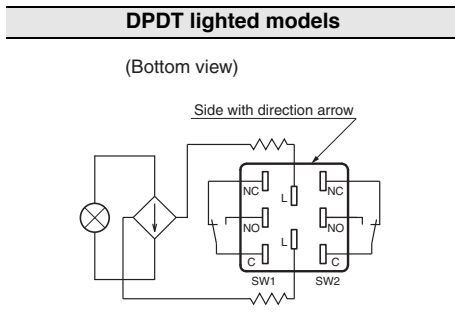 DPDT lighted models
(Bottom view)
Side with direction arrow
NC L NC
NO NO
L
C C
SW1 SW2